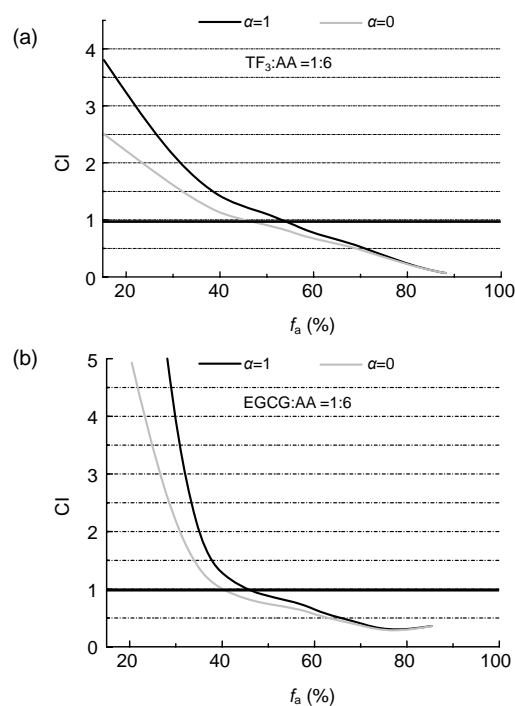 (a)
α=1 α=0
TF₃:AA =1:6
4
3
2
1
0
CI
20 40 60 80 100
fa (%)
(b)
α=1 α=0
EGCG:AA =1:6
5
4
3
2
1
0
CI
20 40 60 80 100
fa (%)